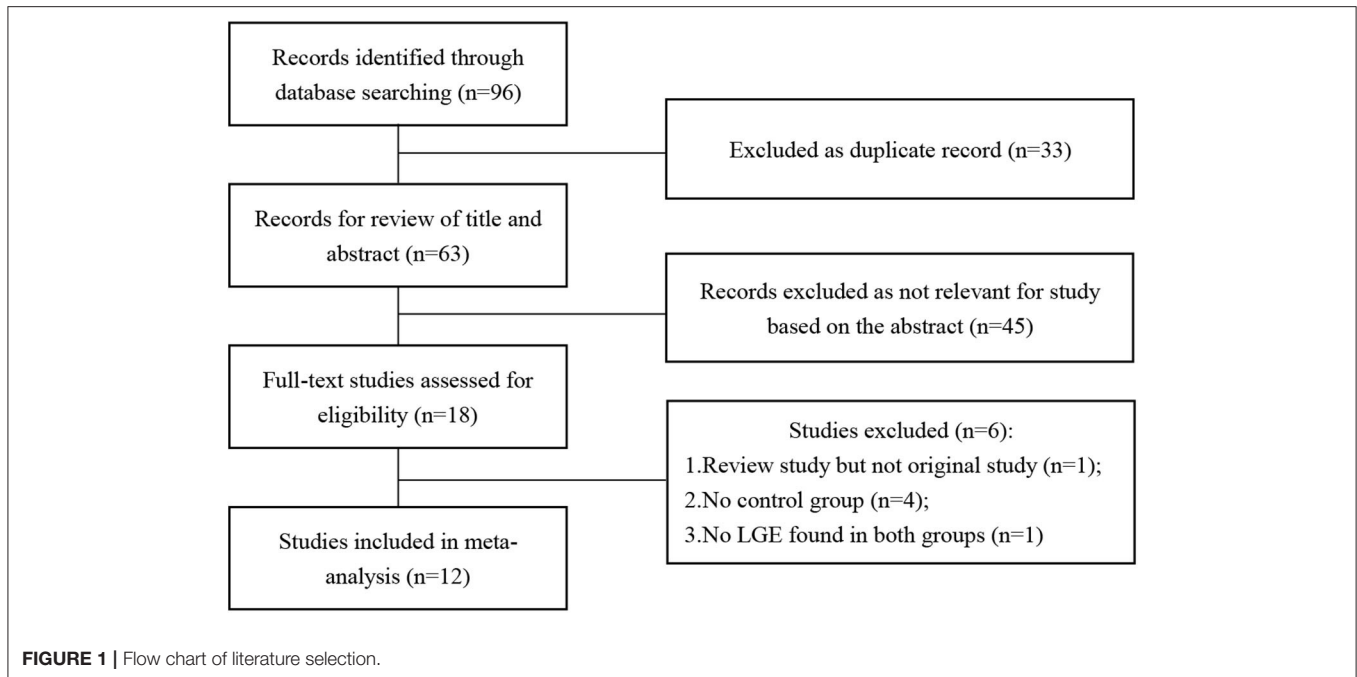 Records identified through
database searching (n=96)
Excluded as duplicate record (n=33)
Records for review of title and
abstract (n=63)
Records excluded as not relevant for study
based on the abstract (n=45)
Full-text studies assessed for
eligibility (n=18)
Studies excluded (n=6):
1.Review study but not original study (n=1);
2.No control group (n=4);
3.No LGE found in both groups (n=1)
Studies included in meta-
analysis (n=12)
FIGURE 1 | Flow chart of literature selection.